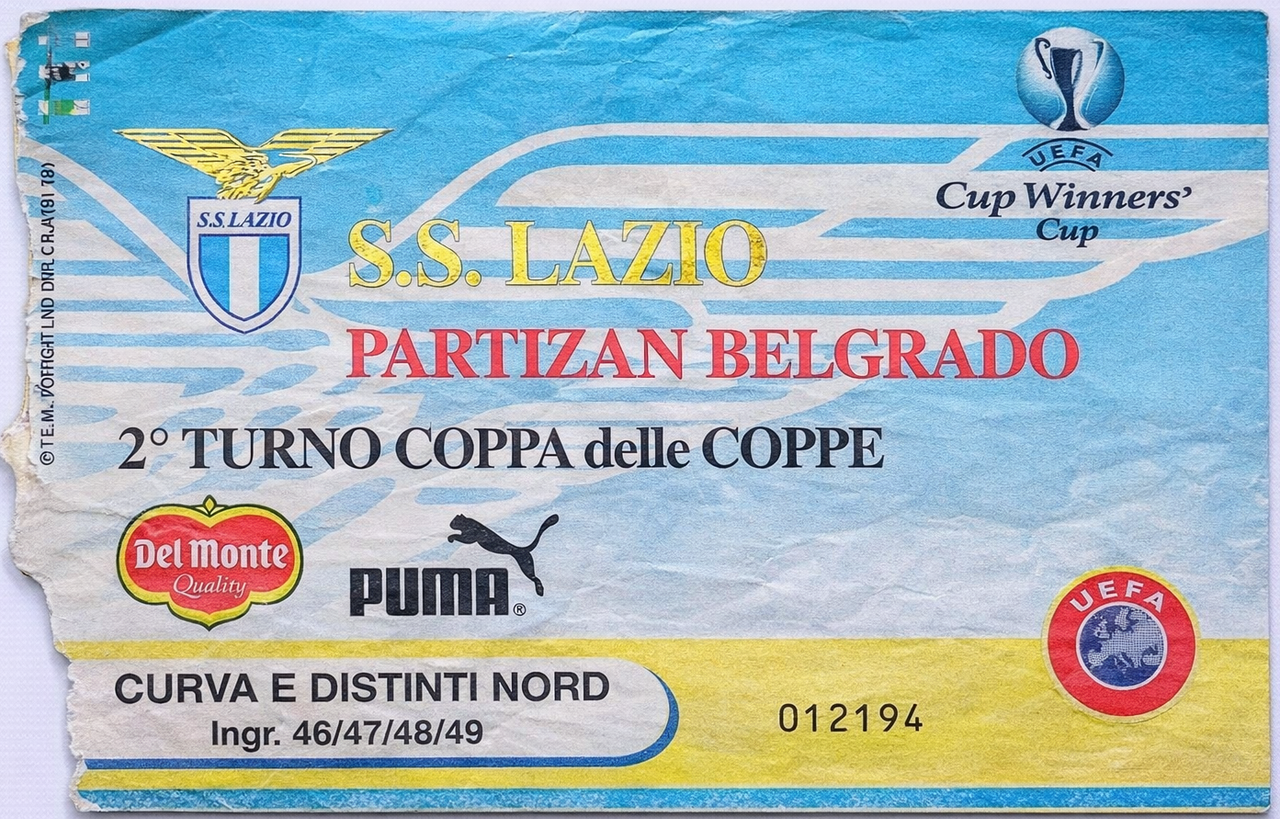 UEFA
Cup Winners'
Cup
S.S. LAZIO
S.S. LAZIO
PARTIZAN BELGRADO
2° TURNO COPPA delle COPPE
Del Monte
Quality
PUMA®
UEFA
CURVA E DISTINTI NORD
Ingr. 46/47/48/49
012194